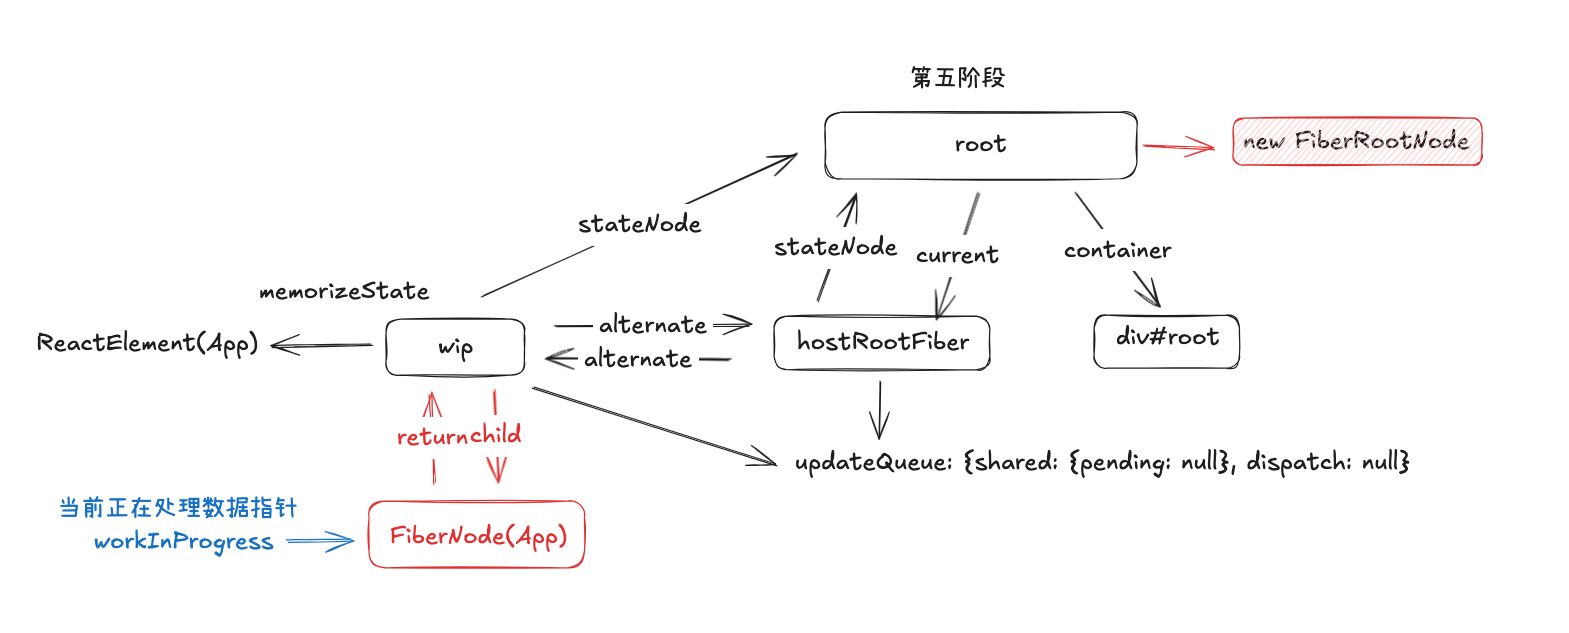 第五阶段
root
new FiberRootNode
stateNode
stateNode
current
container
memorizeState
ReactElement(App)
wip
alternate
alternate
hostRootFiber
div#root
return
child
updateQueue: {shared: {pending: null}, dispatch: null}
当前正在处理数据指针
workInProgress
FiberNode(App)